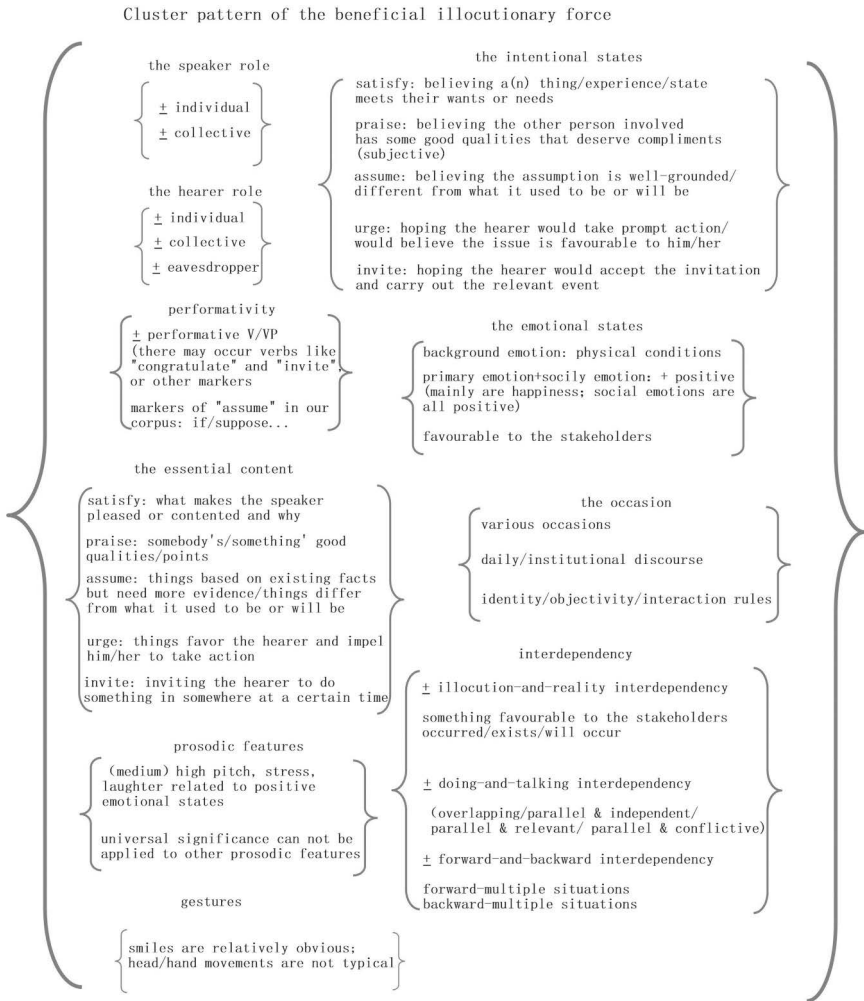 Cluster pattern of the beneficial illocutionary force
the speaker role
± individual
± collective
the hearer role
± individual
± collective
± eavesdropper
performativity
± performative V/VP
(there may occur verbs like
"congratulate" and "invite",
or other markers
markers of "assume" in our
corpus: if/suppose...
the essential content
satisfy: what makes the speaker
pleased or contented and why
praise: somebody's/something' good
qualities/points
assume: things based on existing facts
but need more evidence/things differ
from what it used to be or will be
urge: things favor the hearer and impel
him/her to take action
invite: inviting the hearer to do
something in somewhere at a certain time
prosodic features
(medium) high pitch, stress,
laughter related to positive
emotional states
universal significance can not be
applied to other prosodic features
gestures
smiles are relatively obvious;
head/hand movements are not typical
the intentional states
satisfy: believing a(n) thing/experience/state
meets their wants or needs
praise: believing the other person involved
has some good qualities that deserve compliments
(subjective)
assume: believing the assumption is well-grounded/
different from what it used to be or will be
urge: hoping the hearer would take prompt action/
would believe the issue is favourable to him/her
invite: hoping the hearer would accept the invitation
and carry out the relevant event
the emotional states
background emotion: physical conditions
primary emotion+socily emotion: + positive
(mainly are happiness; social emotions are
all positive)
favourable to the stakeholders
the occasion
various occasions
daily/institutional discourse
identity/objectivity/interaction rules
interdependency
± illocution-and-reality interdependency
something favourable to the stakeholders
occurred/exists/will occur
± doing-and-talking interdependency
(overlapping/parallel & independent/
parallel & relevant/ parallel & conflictive)
± forward-and-backward interdependency
forward-multiple situations
backward-multiple situations